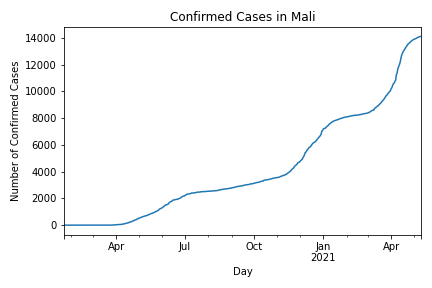 Confirmed Cases in Mali
14000
12000
10000
8000
6000
4000
2000
0
Number of Confirmed Cases
Apr
Jul
Oct
Jan
2021
Apr
Day